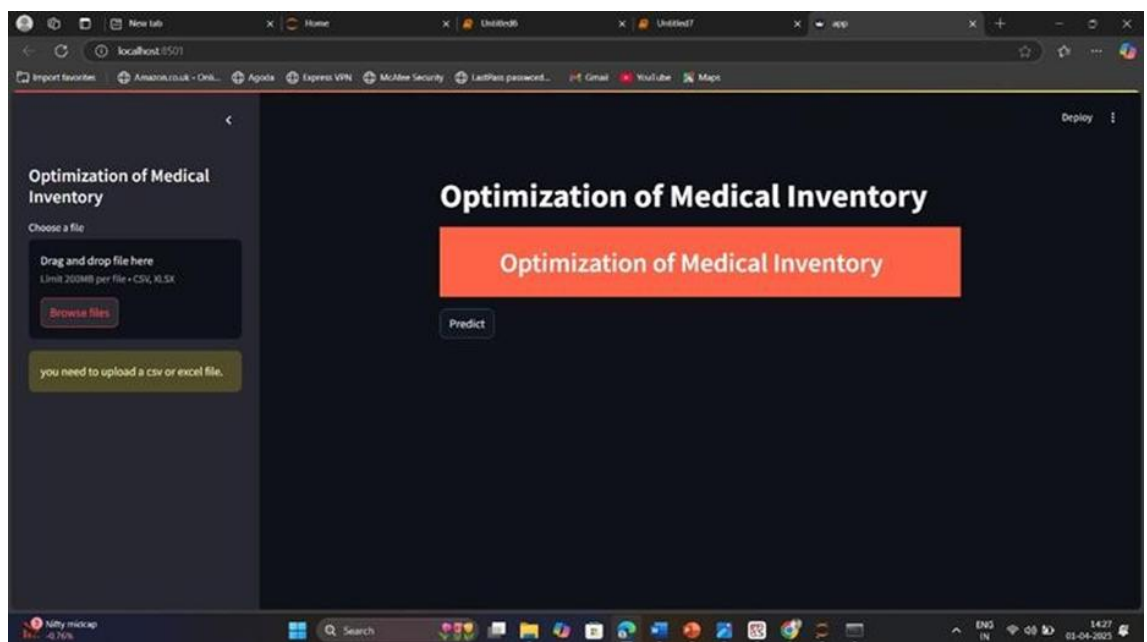 New tab
Home
Untitled6
Untitled7
app
localhost:8501
Import favorites
Amazon.co.uk - Onli...
Agoda
Express VPN
McAfee Security
LastPass password...
Gmail
YouTube
Maps
Deploy
Optimization of Medical
Inventory
Choose a file
Drag and drop file here
Limit 200MB per file • CSV, XLSX
Browse files
you need to upload a csv or excel file.
Optimization of Medical Inventory
Optimization of Medical Inventory
Predict
Nifty midcap
-0.76%
Search
ENG
IN
14:27
01-04-2025